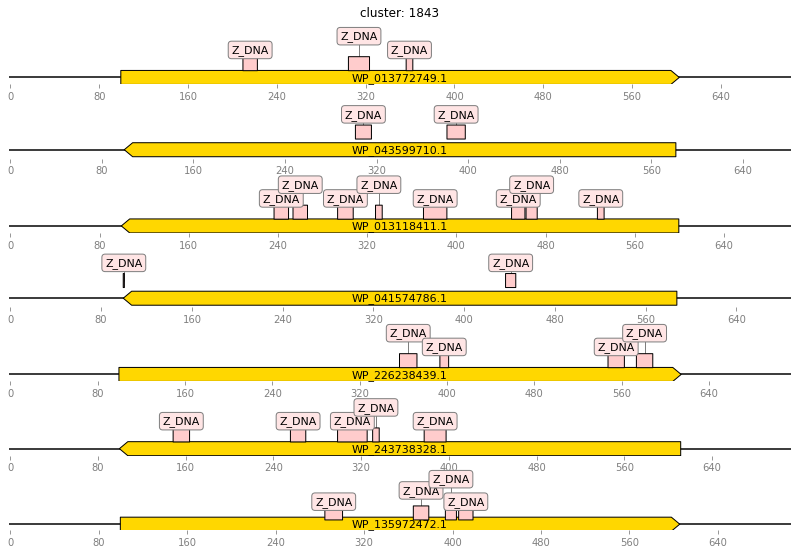 cluster: 1843
Z_DNA
Z_DNA Z_DNA
WP_013772749.1
0 80 160 240 320 400 480 560 640
Z_DNA Z_DNA
WP_043599710.1
0 80 160 240 320 400 480 560 640
Z_DNA Z_DNA Z_DNA
Z_DNA Z_DNA Z_DNA Z_DNA Z_DNA
WP_013118411.1
0 80 160 240 320 400 480 560 640
Z_DNA Z_DNA
WP_041574786.1
0 80 160 240 320 400 480 560 640
Z_DNA Z_DNA
Z_DNA Z_DNA
WP_226238439.1
0 80 160 240 320 400 480 560 640
Z_DNA
Z_DNA Z_DNA Z_DNA Z_DNA
WP_243738328.1
0 80 160 240 320 400 480 560 640
Z_DNA
Z_DNA
Z_DNA Z_DNA
WP_135972472.1
0 80 160 240 320 400 480 560 640